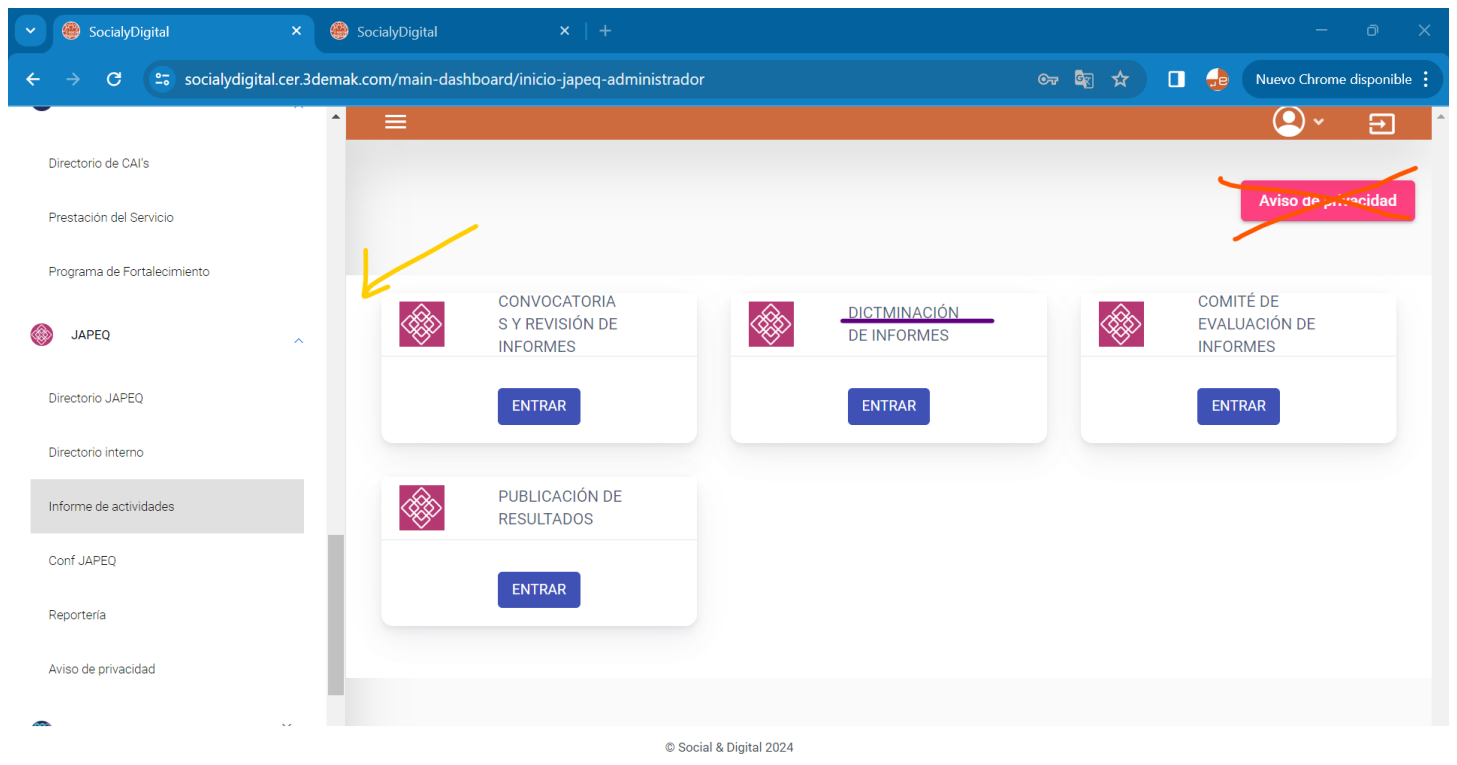 SocialyDigital
SocialyDigital
socialydigital.cer.3demak.com/main-dashboard/inicio-japeq-administrador
Nuevo Chrome disponible
Directorio de CAI's
Prestación del Servicio
Programa de Fortalecimiento
JAPEQ
Directorio JAPEQ
Directorio interno
Informe de actividades
Conf JAPEQ
Reportería
Aviso de privacidad
Aviso de privacidad
CONVOCATORIA
S Y REVISIÓN DE
INFORMES
ENTRAR
DICTMINACIÓN
DE INFORMES
ENTRAR
COMITÉ DE
EVALUACIÓN DE
INFORMES
ENTRAR
PUBLICACIÓN DE
RESULTADOS
ENTRAR
© Social & Digital 2024